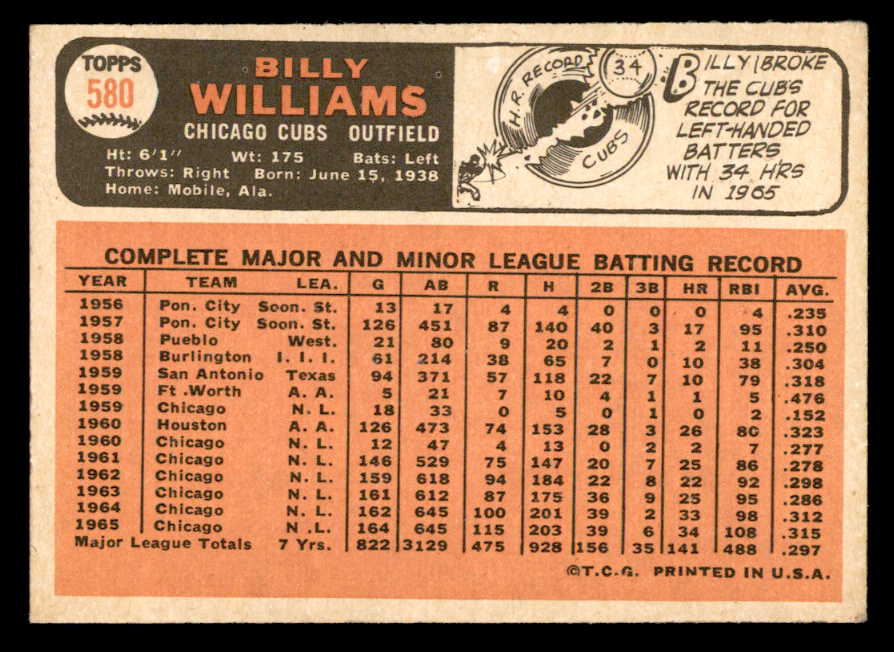 TOPPS
580
BILLY
WILLIAMS
CHICAGO CUBS OUTFIELD
Ht: 6'1" Wt: 175 Bats: Left
Throws: Right Born: June 15, 1938
Home: Mobile, Ala.
H.R. RECORD
34
CUBS
BILLY BROKE
THE CUB'S
RECORD FOR
LEFT-HANDED
BATTERS
WITH 34 HRS
IN 1965
COMPLETE MAJOR AND MINOR LEAGUE BATTING RECORD
YEAR TEAM LEA. G AB R H 2B 3B HR RBI AVG.
1956 Pon. City Soon. St. 13 17 4 4 0 0 0 4 .235
1957 Pon. City Soon. St. 126 451 87 140 40 3 17 95 .310
1958 Pueblo West. 21 80 9 20 2 1 2 11 .250
1958 Burlington I. I. I. 61 214 38 65 7 0 10 38 .304
1959 San Antonio Texas 94 371 57 118 22 7 10 79 .318
1959 Ft .Worth A. A. 5 21 7 10 4 1 1 5 .476
1959 Chicago N. L. 18 33 0 5 0 1 0 2 .152
1960 Houston A. A. 126 473 74 153 28 3 26 80 .323
1960 Chicago N. L. 12 47 4 13 0 2 2 7 .277
1961 Chicago N. L. 146 529 75 147 20 7 25 86 .278
1962 Chicago N. L. 159 618 94 184 22 8 22 92 .298
1963 Chicago N. L. 161 612 87 175 36 9 25 95 .286
1964 Chicago N. L. 162 645 100 201 39 2 33 98 .312
1965 Chicago N .L. 164 645 115 203 39 6 34 108 .315
Major League Totals 7 Yrs. 822 3129 475 928 156 35 141 488 .297
©T.C.G. PRINTED IN U.S.A.